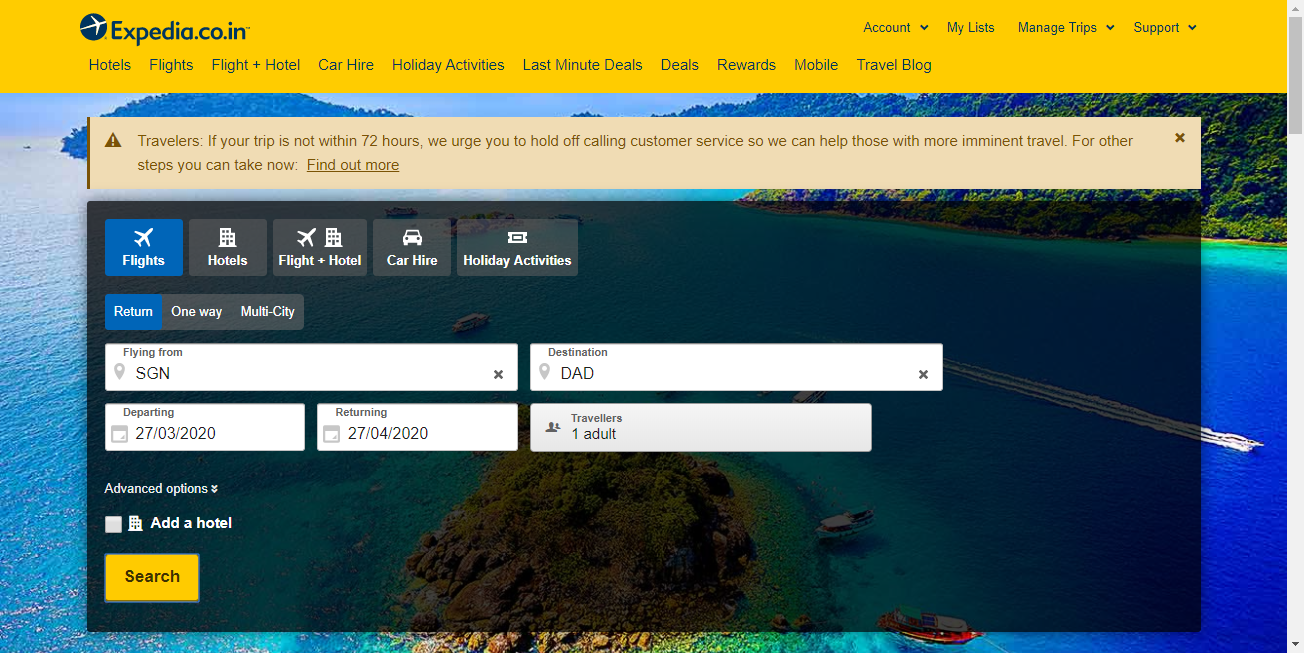 Expedia.co.in
Account My Lists Manage Trips Support
Hotels Flights Flight + Hotel Car Hire Holiday Activities Last Minute Deals Deals Rewards Mobile Travel Blog
Travelers: If your trip is not within 72 hours, we urge you to hold off calling customer service so we can help those with more imminent travel. For other
steps you can take now: Find out more
Flights Hotels Flight + Hotel Car Hire Holiday Activities
Return One way Multi-City
Flying from Destination
SGN DAD
Departing Returning Travellers
27/03/2020 27/04/2020 1 adult
Advanced options
Add a hotel
Search